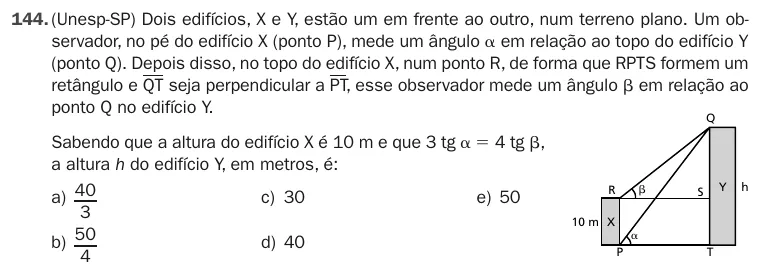 144. (Unesp-SP) Dois edifícios, X e Y, estão um em frente ao outro, num terreno plano. Um ob-
servador, no pé do edifício X (ponto P), mede um ângulo α em relação ao topo do edifício Y
(ponto Q). Depois disso, no topo do edifício X, num ponto R, de forma que RPTS formem um
retângulo e Q̅T̅ seja perpendicular a P̅T̅, esse observador mede um ângulo β em relação ao
ponto Q no edifício Y.
Sabendo que a altura do edifício X é 10 m e que 3 tg α = 4 tg β,
a altura h do edifício Y, em metros, é:
a) 40/3
c) 30
e) 50
b) 50/4
d) 40
Q
R β S Y h
10 m X
α
P T